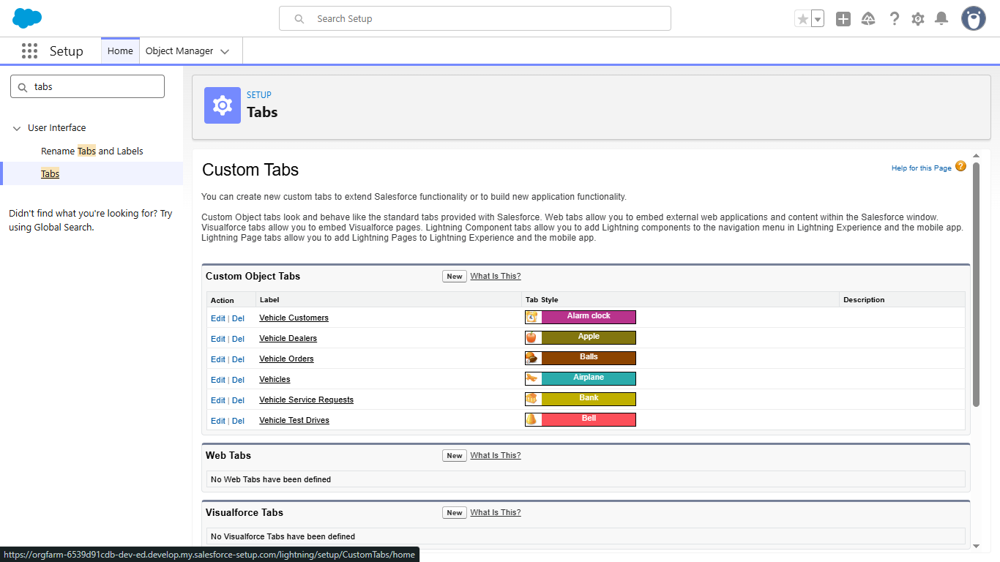 Search Setup
Setup
Home
Object Manager
tabs
User Interface
Rename Tabs and Labels
Tabs
Didn't find what you're looking for? Try
using Global Search.
SETUP
Tabs
Custom Tabs
Help for this Page
You can create new custom tabs to extend Salesforce functionality or to build new application functionality.
Custom Object tabs look and behave like the standard tabs provided with Salesforce. Web tabs allow you to embed external web applications and content within the Salesforce window.
Visualforce tabs allow you to embed Visualforce pages. Lightning Component tabs allow you to add Lightning components to the navigation menu in Lightning Experience and the mobile app.
Lightning Page tabs allow you to add Lightning Pages to Lightning Experience and the mobile app.
Custom Object Tabs New What Is This?
Action Label Tab Style Description
Edit | Del Vehicle Customers Alarm clock
Edit | Del Vehicle Dealers Apple
Edit | Del Vehicle Orders Balls
Edit | Del Vehicles Airplane
Edit | Del Vehicle Service Requests Bank
Edit | Del Vehicle Test Drives Bell
Web Tabs New What Is This?
No Web Tabs have been defined
Visualforce Tabs New What Is This?
No Visualforce Tabs have been defined
https://orgfarm-6539d91cdb-dev-ed.develop.my.salesforce-setup.com/lightning/setup/CustomTabs/home